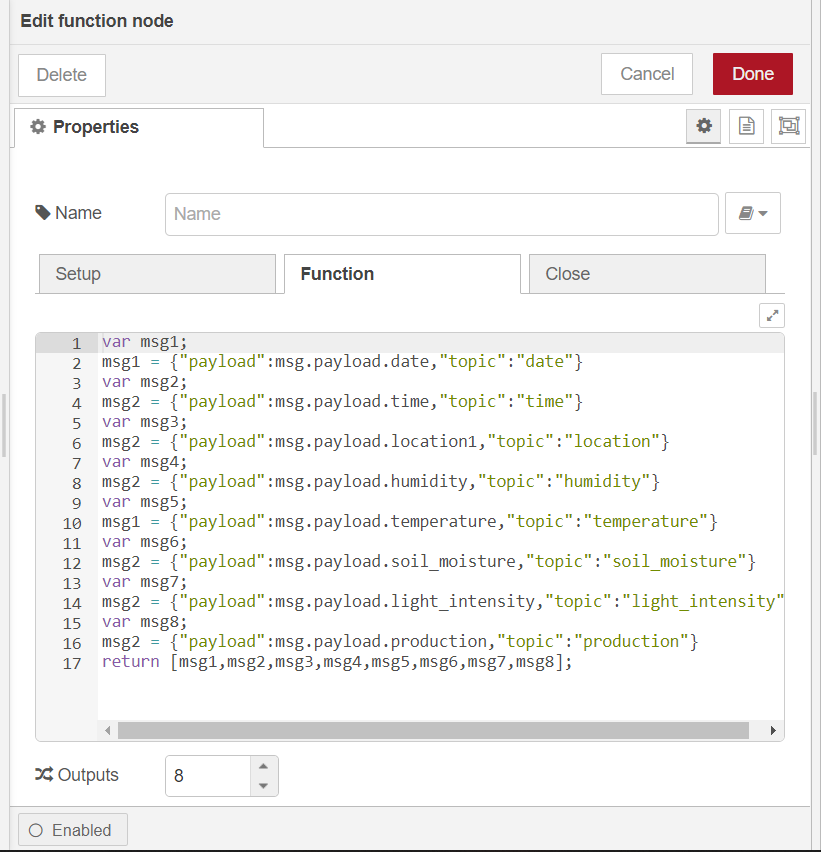 Edit function node
Delete
Cancel
Done
Properties
Name
Name
Setup
Function
Close
1 var msg1;
2 msg1 = {"payload":msg.payload.date,"topic":"date"}
3 var msg2;
4 msg2 = {"payload":msg.payload.time,"topic":"time"}
5 var msg3;
6 msg2 = {"payload":msg.payload.location1,"topic":"location"}
7 var msg4;
8 msg2 = {"payload":msg.payload.humidity,"topic":"humidity"}
9 var msg5;
10 msg1 = {"payload":msg.payload.temperature,"topic":"temperature"}
11 var msg6;
12 msg2 = {"payload":msg.payload.soil_moisture,"topic":"soil_moisture"}
13 var msg7;
14 msg2 = {"payload":msg.payload.light_intensity,"topic":"light_intensity"
15 var msg8;
16 msg2 = {"payload":msg.payload.production,"topic":"production"}
17 return [msg1,msg2,msg3,msg4,msg5,msg6,msg7,msg8];
Outputs
8
Enabled